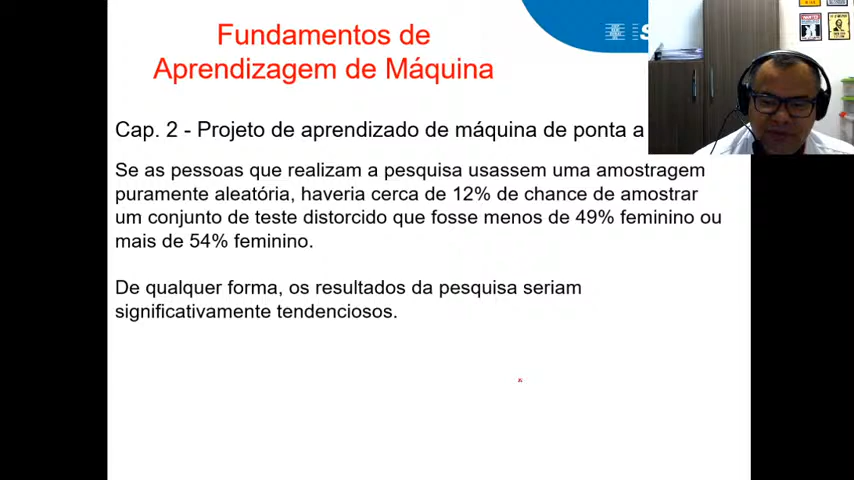 Fundamentos de
Aprendizagem de Máquina
Cap. 2 - Projeto de aprendizado de máquina de ponta a
Se as pessoas que realizam a pesquisa usassem uma amostragem
puramente aleatória, haveria cerca de 12% de chance de amostrar
um conjunto de teste distorcido que fosse menos de 49% feminino ou
mais de 54% feminino.
De qualquer forma, os resultados da pesquisa seriam
significativamente tendenciosos.